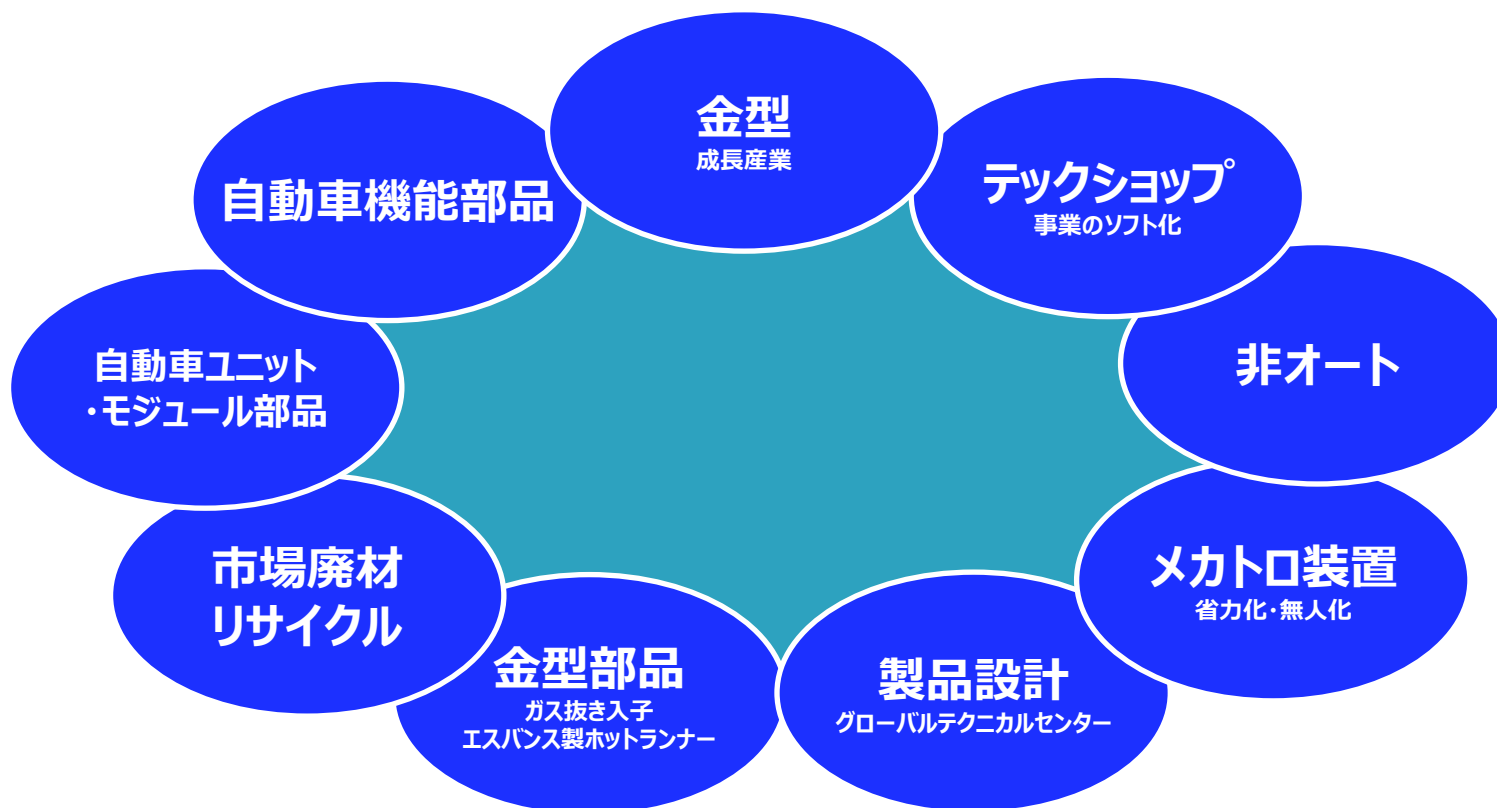 金型
成長産業
テックショップ
事業のソフト化
自動車機能部品
非オート
自動車ユニット
・モジュール部品
メカトロ装置
省力化・無人化
市場廃材
リサイクル
金型部品
ガス抜き入子
エスバンス製ホットランナー
製品設計
グローバルテクニカルセンター